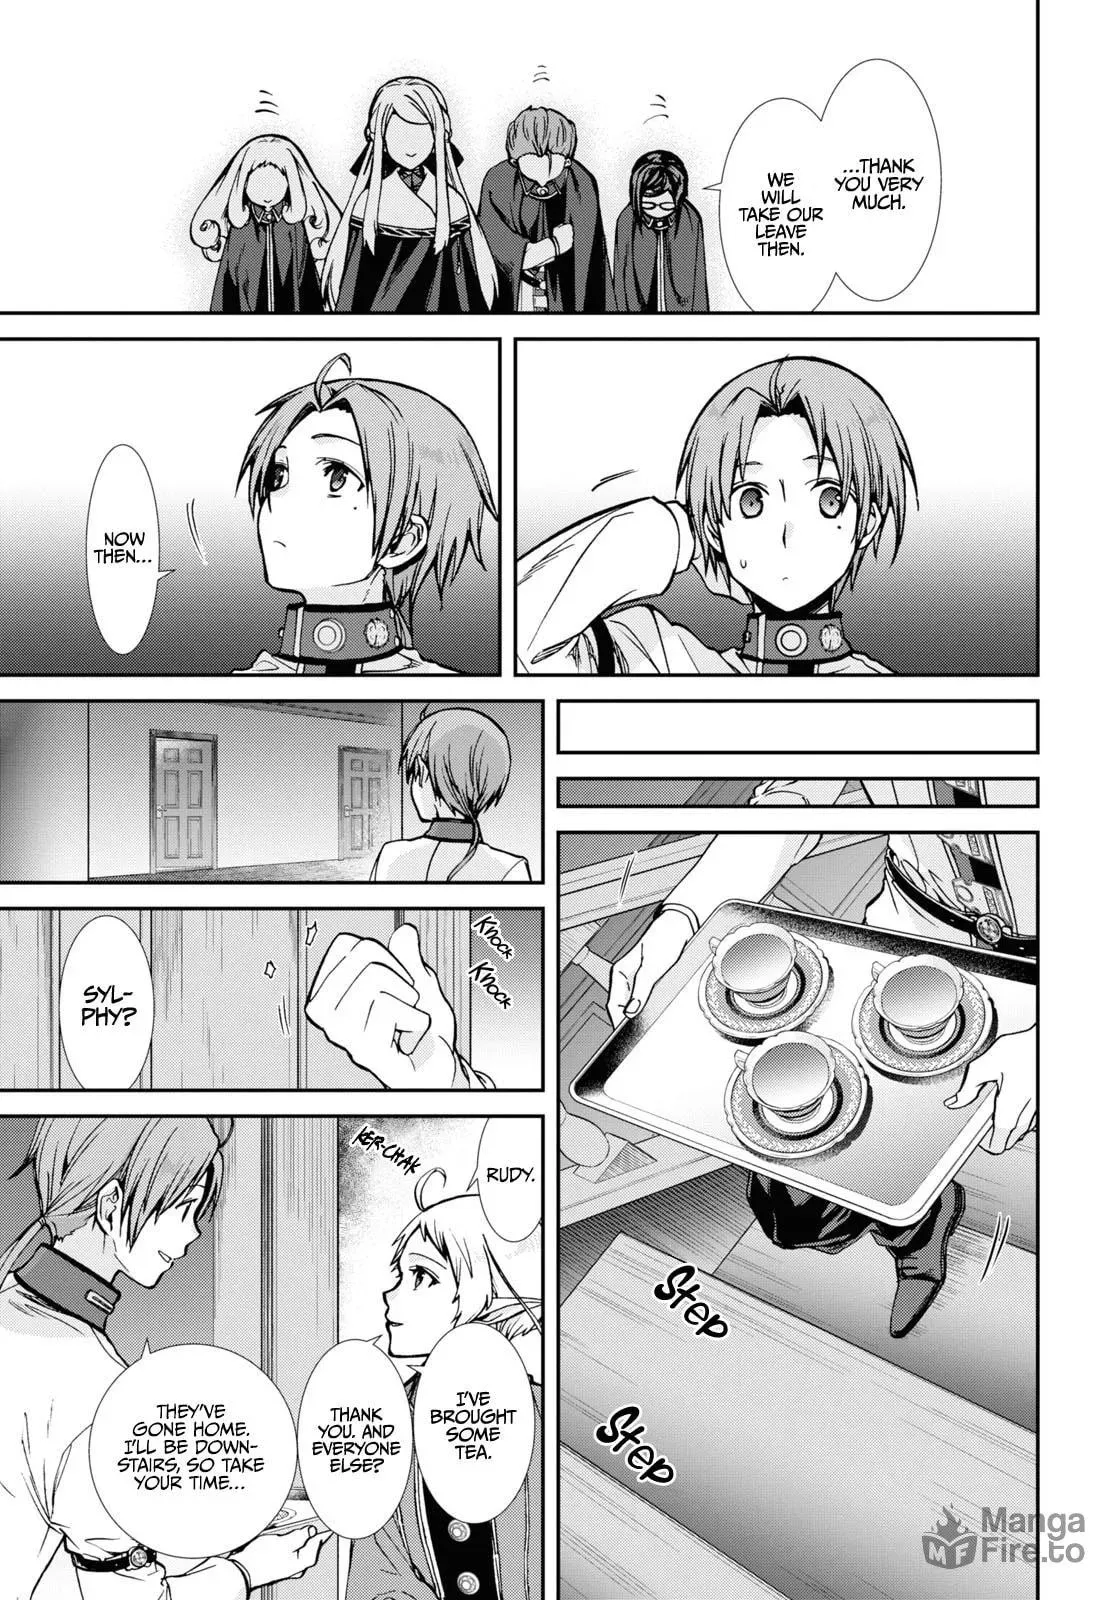 ...THANK
YOU VERY
MUCH.
WE
WILL
TAKE OUR
LEAVE
THEN.
NOW
THEN...
Step
Step
Knock
Knock
SYL-
PHY?
KER-CHAK
RUDY.
I'VE
BROUGHT
SOME
TEA.
THANK
YOU. AND
EVERYONE
ELSE?
THEY'VE
GONE HOME.
I'LL BE DOWN-
STAIRS, SO TAKE
YOUR TIME...
MF
Manga
Fire.to